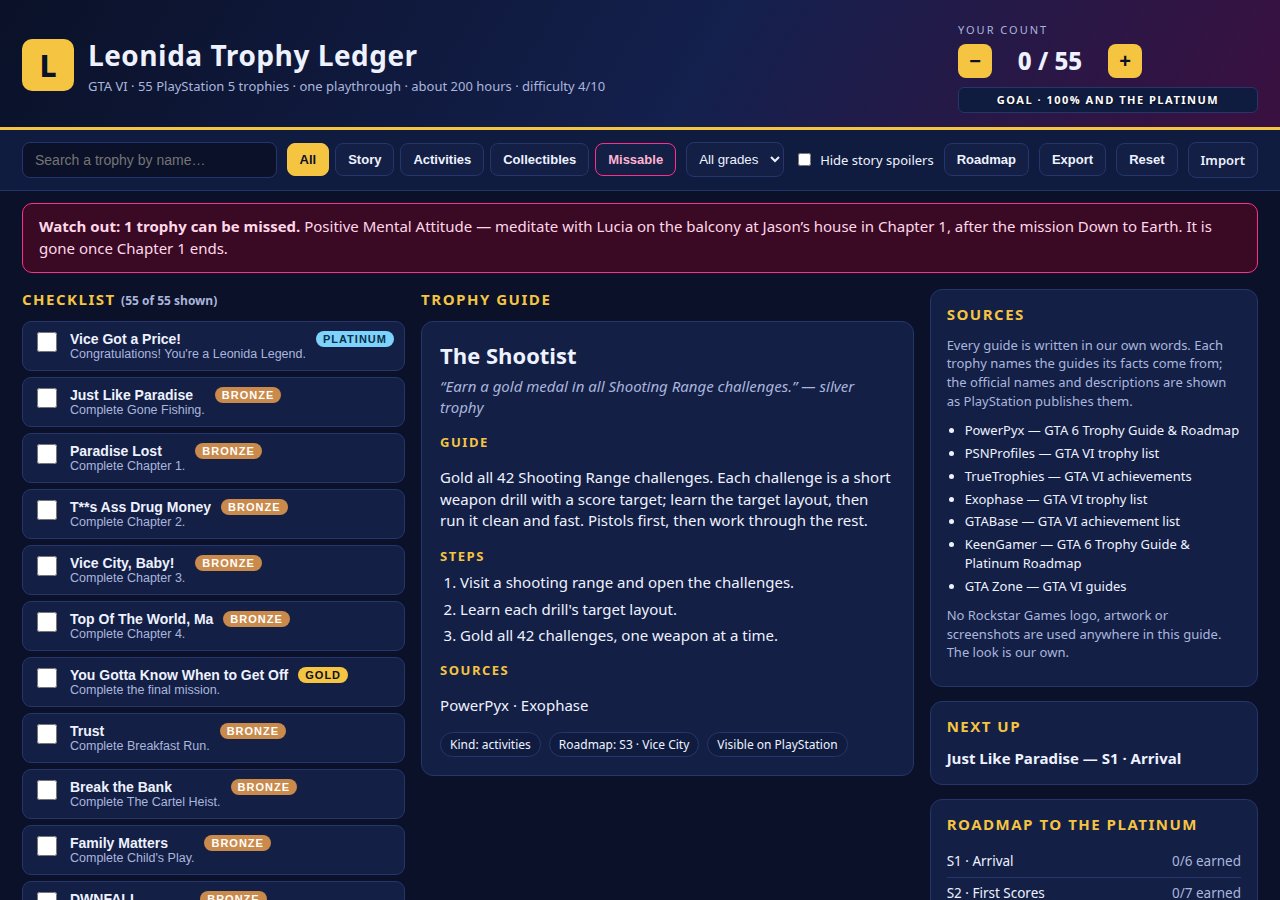 L
Leonida Trophy Ledger
GTA VI · 55 PlayStation 5 trophies · one playthrough · about 200 hours · difficulty 4/10
YOUR COUNT
−
0 / 55
+
GOAL · 100% AND THE PLATINUM
Search a trophy by name…
All
Story
Activities
Collectibles
Missable
All grades
Hide story spoilers
Roadmap
Export
Reset
Import
Watch out: 1 trophy can be missed. Positive Mental Attitude — meditate with Lucia on the balcony at Jason’s house in Chapter 1, after the mission Down to Earth. It is
gone once Chapter 1 ends.
CHECKLIST (55 of 55 shown)
Vice Got a Price!
PLATINUM
Congratulations! You're a Leonida Legend.
Just Like Paradise
BRONZE
Complete Gone Fishing.
Paradise Lost
BRONZE
Complete Chapter 1.
T**s Ass Drug Money
BRONZE
Complete Chapter 2.
Vice City, Baby!
BRONZE
Complete Chapter 3.
Top Of The World, Ma
BRONZE
Complete Chapter 4.
You Gotta Know When to Get Off
GOLD
Complete the final mission.
Trust
BRONZE
Complete Breakfast Run.
Break the Bank
BRONZE
Complete The Cartel Heist.
Family Matters
BRONZE
Complete Child's Play.
DWNFALL
BRONZE
TROPHY GUIDE
The Shootist
“Earn a gold medal In all Shooting Range challenges.” — silver
trophy
GUIDE
Gold all 42 Shooting Range challenges. Each challenge is a short
weapon drill with a score target; learn the target layout, then
run it clean and fast. Pistols first, then work through the rest.
STEPS
1. Visit a shooting range and open the challenges.
2. Learn each drill's target layout.
3. Gold all 42 challenges, one weapon at a time.
SOURCES
PowerPyx · Exophase
Kind: activities
Roadmap: S3 · Vice City
Visible on PlayStation
SOURCES
Every guide is written in our own words. Each
trophy names the guides its facts come from;
the official names and descriptions are shown
as PlayStation publishes them.
• PowerPyx — GTA 6 Trophy Guide & Roadmap
• PSNProfiles — GTA VI trophy list
• TrueTrophies — GTA VI achievements
• Exophase — GTA VI trophy list
• GTABase — GTA VI achievement list
• KeenGamer — GTA 6 Trophy Guide &
Platinum Roadmap
• GTA Zone — GTA VI guides
No Rockstar Games logo, artwork or
screenshots are used anywhere in this guide.
The look is our own.
NEXT UP
Just Like Paradise — S1 · Arrival
ROADMAP TO THE PLATINUM
S1 · Arrival
0/6 earned
S2 · First Scores
0/7 earned